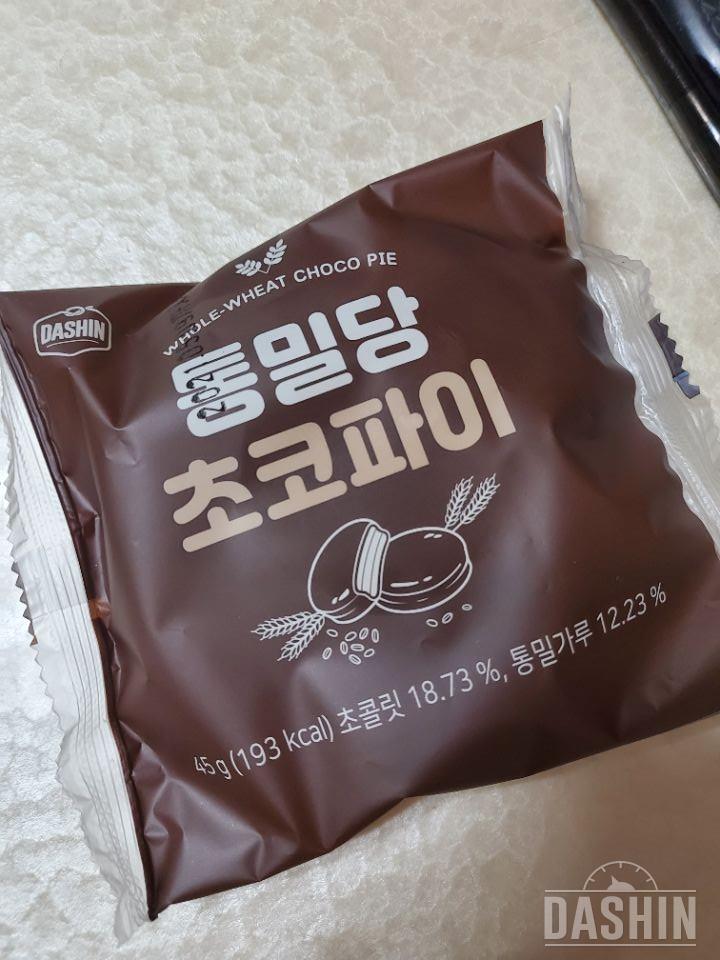 WHOLE-WHEAT CHOCO PIE
DASHIN
통밀당
초코파이
45 g (193 kcal) 초콜릿 18.73 %, 통밀가루 12.23 %
DASHIN